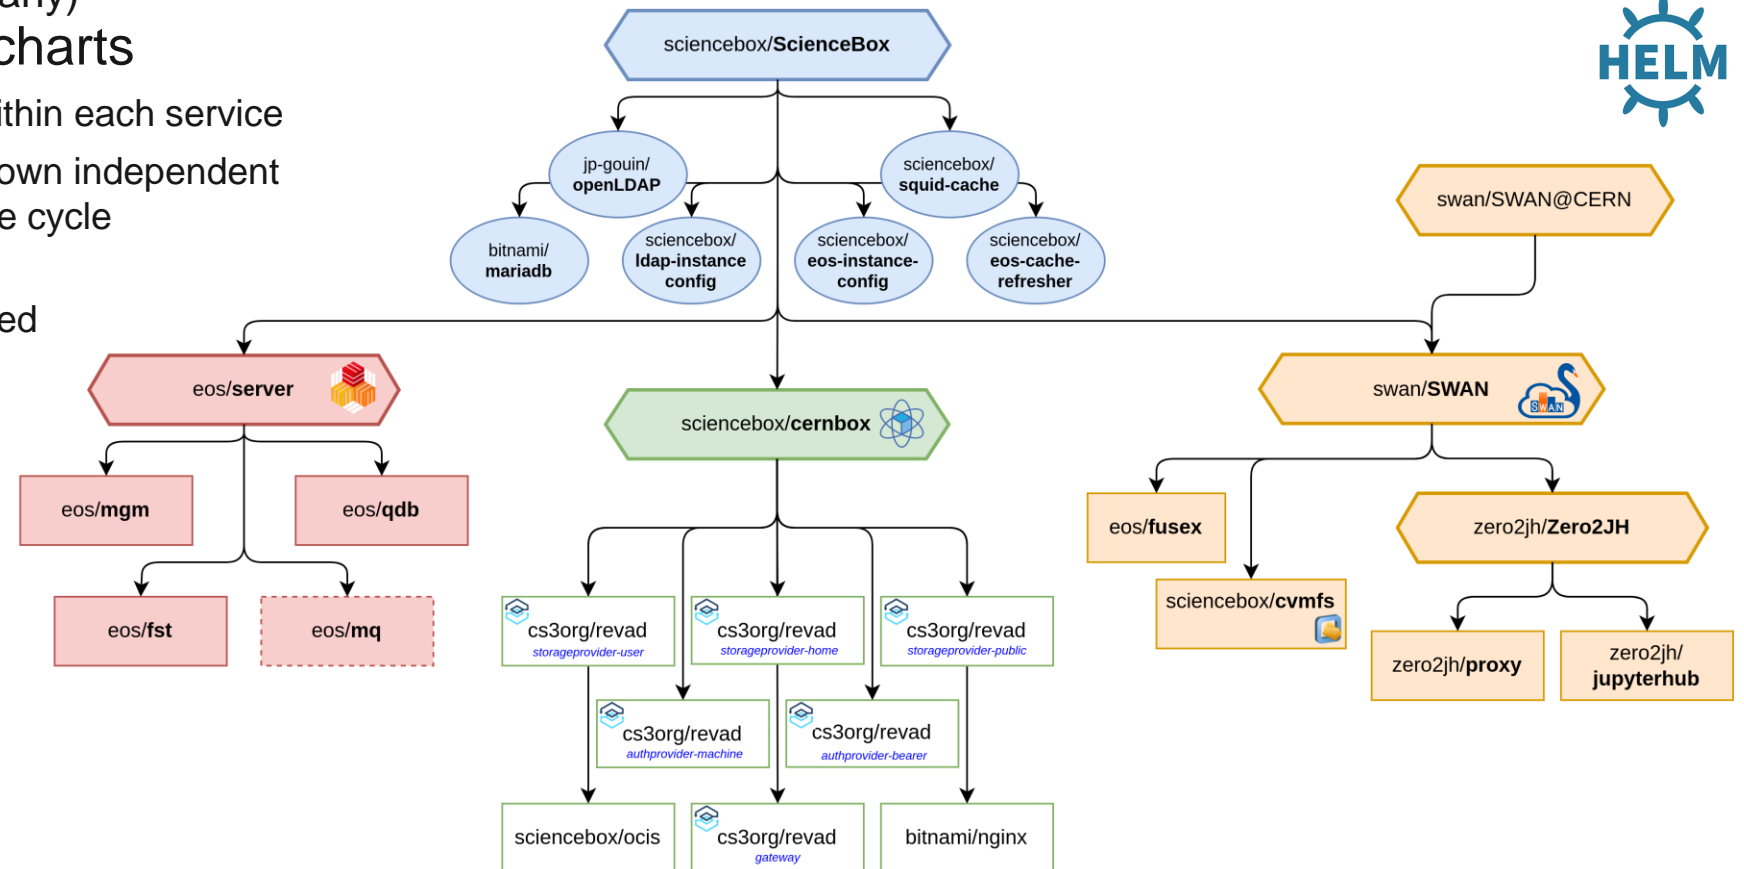 charts
ithin each service
own independent
e cycle
ed
HELM
sciencebox/ScienceBox
jp-gouin/
openLDAP
sciencebox/
squid-cache
bitnami/
mariadb
sciencebox/
ldap-instance
config
sciencebox/
eos-instance-
config
sciencebox/
eos-cache-
refresher
swan/SWAN@CERN
eos/server
sciencebox/cernbox
swan/SWAN
SWAN
eos/mgm
eos/qdb
eos/fst
eos/mq
cs3org/revad
storageprovider-user
cs3org/revad
storageprovider-home
cs3org/revad
storageprovider-public
cs3org/revad
authprovider-machine
cs3org/revad
authprovider-bearer
sciencebox/ocis
cs3org/revad
gateway
bitnami/nginx
eos/fusex
sciencebox/cvmfs
zero2jh/Zero2JH
zero2jh/proxy
zero2jh/
jupyterhub